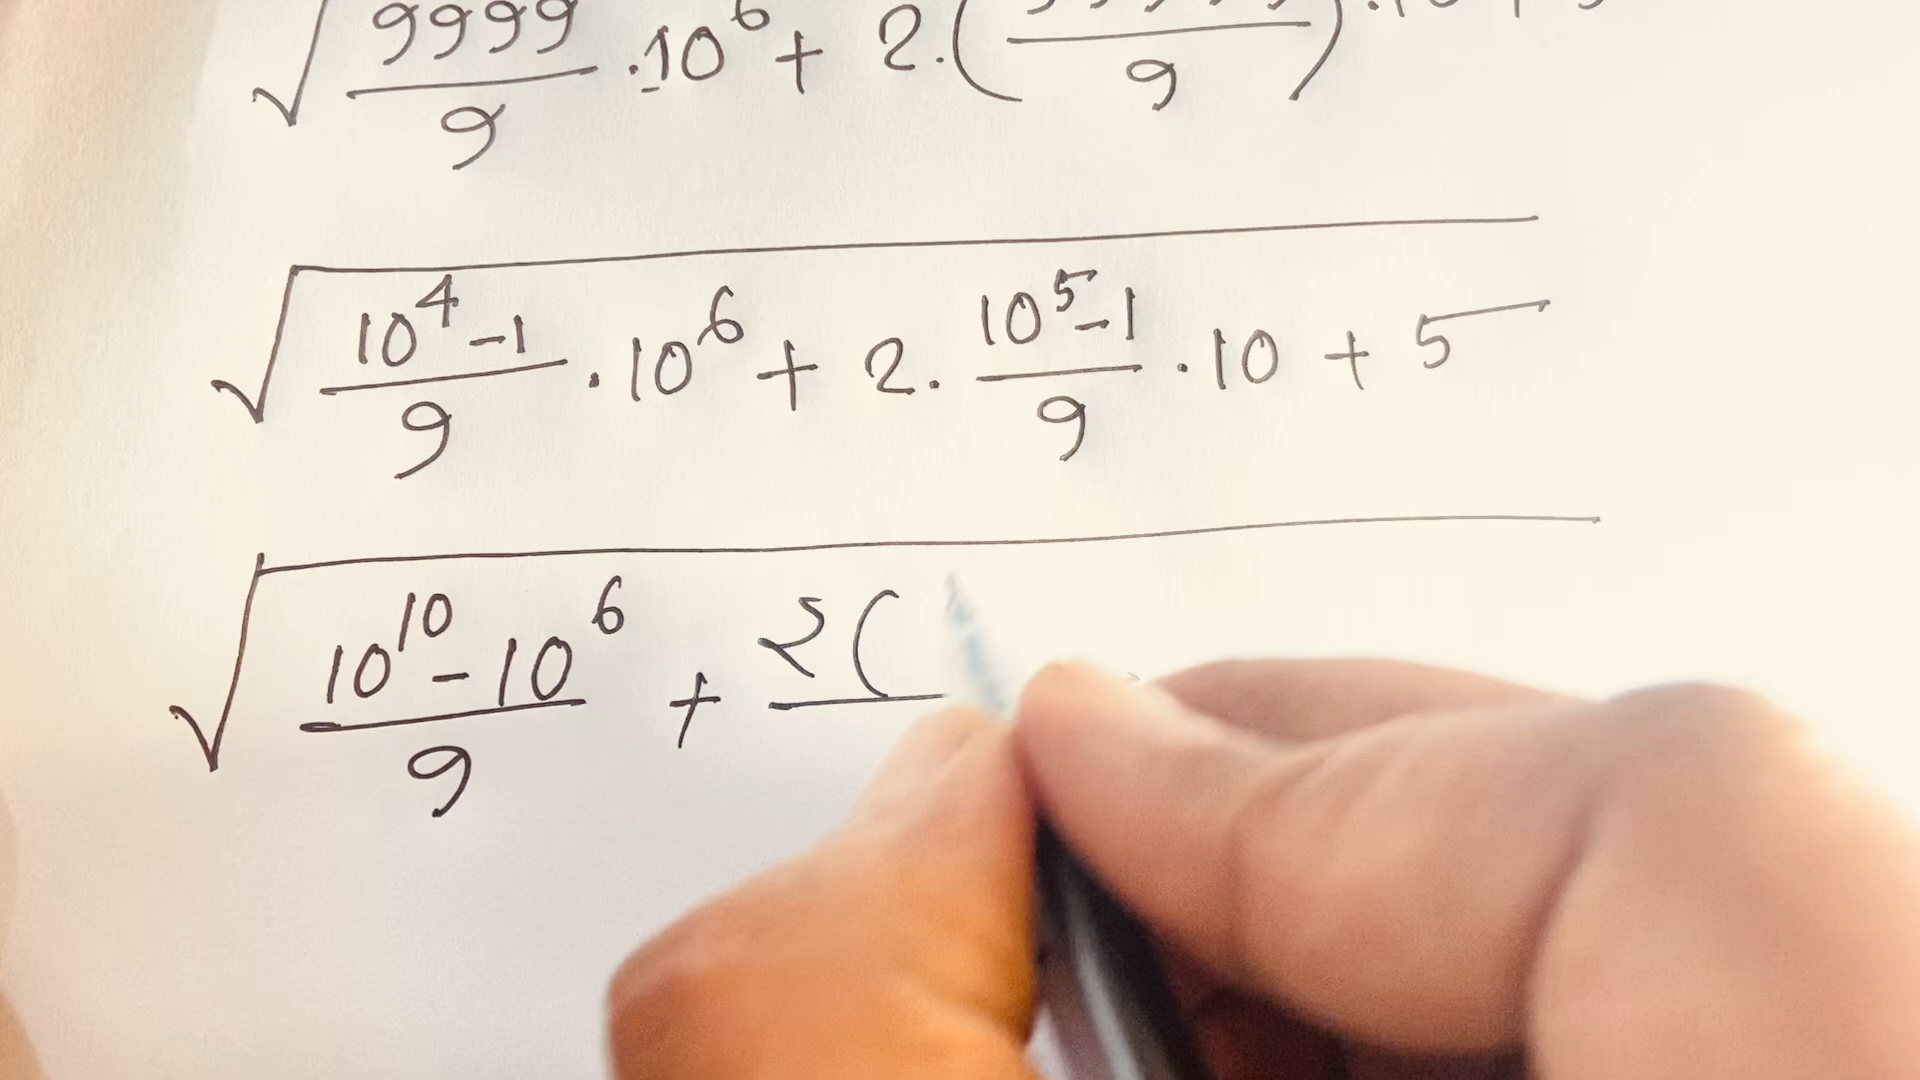 √ 9999/9 .10^6 + 2.( /9)
√ (10^4-1)/9 . 10^6 + 2. (10^5-1)/9 . 10 + 5
√ (10^10 - 10^6)/9 + 2(